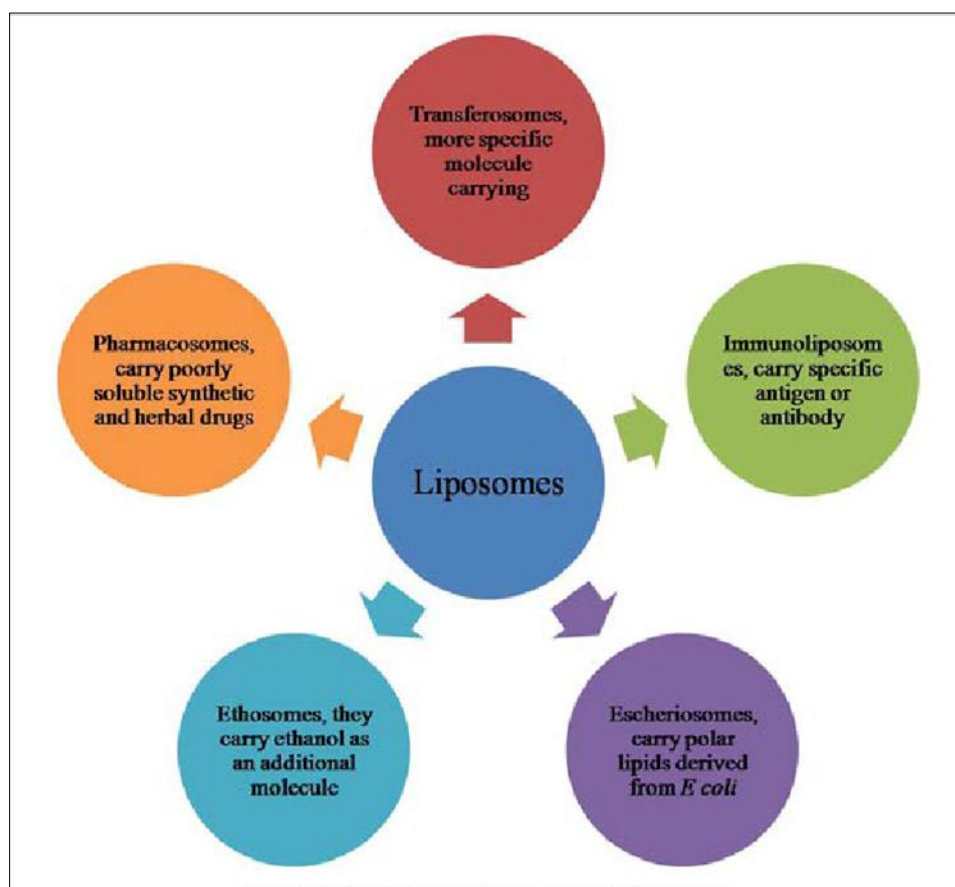 Transferosomes,
more specific
molecule
carrying
Pharmacosomes,
carry poorly
soluble synthetic
and herbal drugs
Immunoliposom
es, carry specific
antigen or
antibody
Liposomes
Ethosomes, they
carry ethanol as
an additional
molecule
Escheriosomes,
carry polar
lipids derived
from E coli